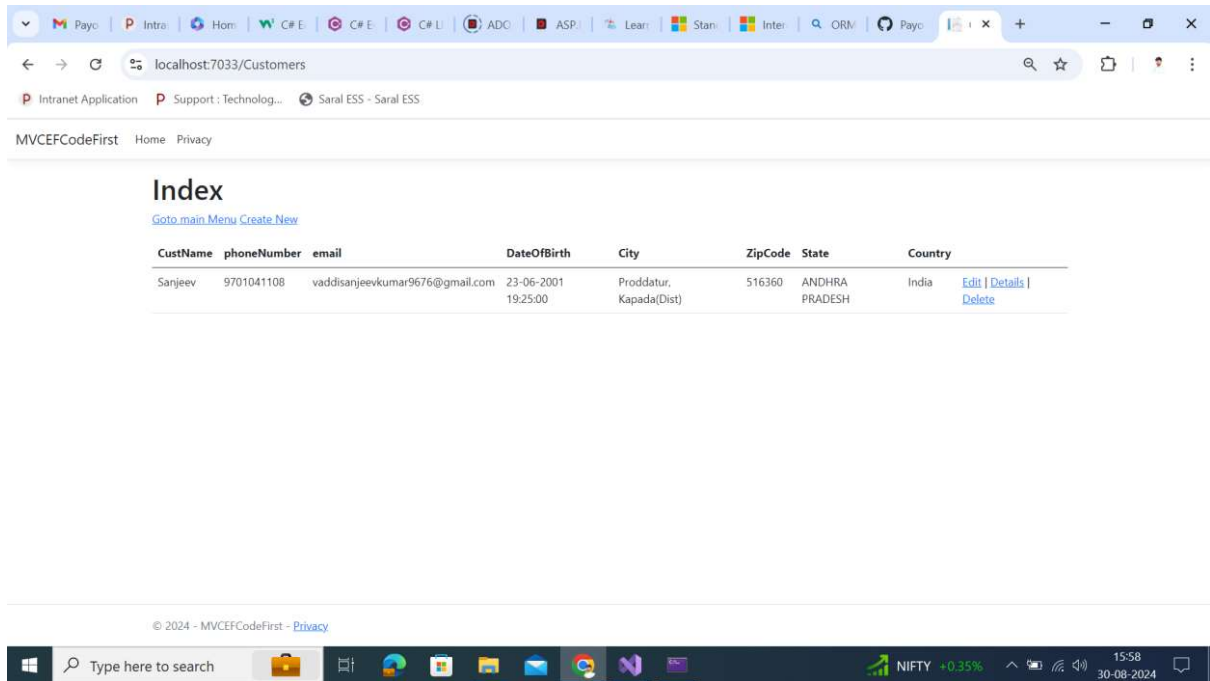 Payo Intra Hom C# E C# E C# L ADO ASP. Lear Stan Inter ORM Payo
localhost:7033/Customers
Intranet Application Support : Technolog... Saral ESS - Saral ESS
MVCEFCodeFirst Home Privacy
Index
Goto main Menu Create New
CustName phoneNumber email DateOfBirth City ZipCode State Country
Sanjeev 9701041108 vaddisanjeevkumar9676@gmail.com 23-06-2001 Proddatur, 516360 ANDHRA India Edit | Details |
19:25:00 Kapada(Dist) PRADESH Delete
© 2024 - MVCEFCodeFirst - Privacy
Type here to search NIFTY +0.35% 15:58
30-08-2024